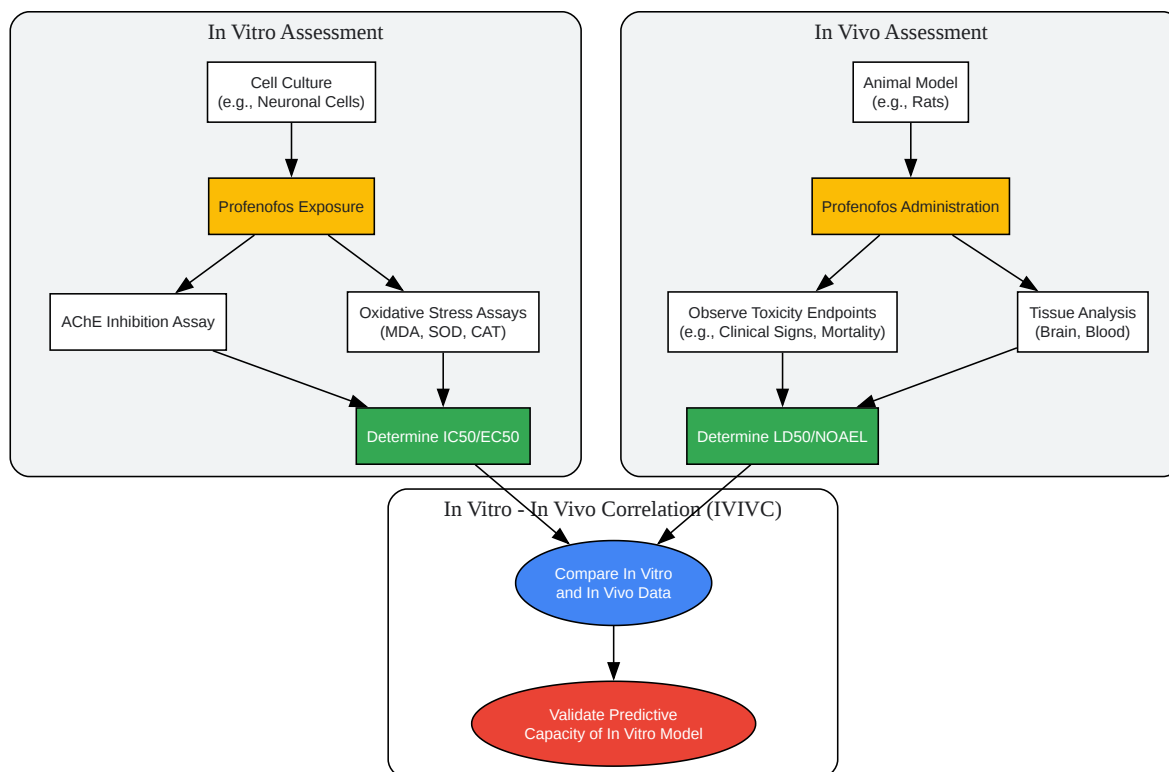 In Vitro Assessment
Cell Culture
(e.g., Neuronal Cells)
Profenofos Exposure
AChE Inhibition Assay
Oxidative Stress Assays
(MDA, SOD, CAT)
Determine IC50/EC50
In Vivo Assessment
Animal Model
(e.g., Rats)
Profenofos Administration
Observe Toxicity Endpoints
(e.g., Clinical Signs, Mortality)
Tissue Analysis
(Brain, Blood)
Determine LD50/NOAEL
In Vitro - In Vivo Correlation (IVIVC)
Compare In Vitro
and In Vivo Data
Validate Predictive
Capacity of In Vitro Model